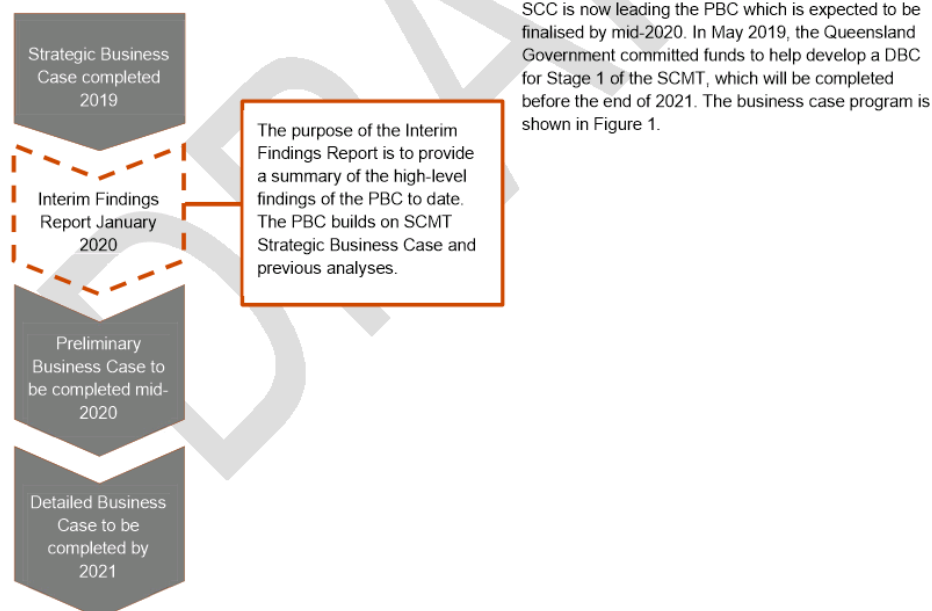 SCC is now leading the PBC which is expected to be
finalised by mid-2020. In May 2019, the Queensland
Government committed funds to help develop a DBC
for Stage 1 of the SCMT, which will be completed
before the end of 2021. The business case program is
shown in Figure 1.
Strategic Business
Case completed
2019
Interim Findings
Report January
2020
The purpose of the Interim
Findings Report is to provide
a summary of the high-level
findings of the PBC to date.
The PBC builds on SCMT
Strategic Business Case and
previous analyses.
Preliminary
Business Case to
be completed mid-
2020
Detailed Business
Case to be
completed by
2021